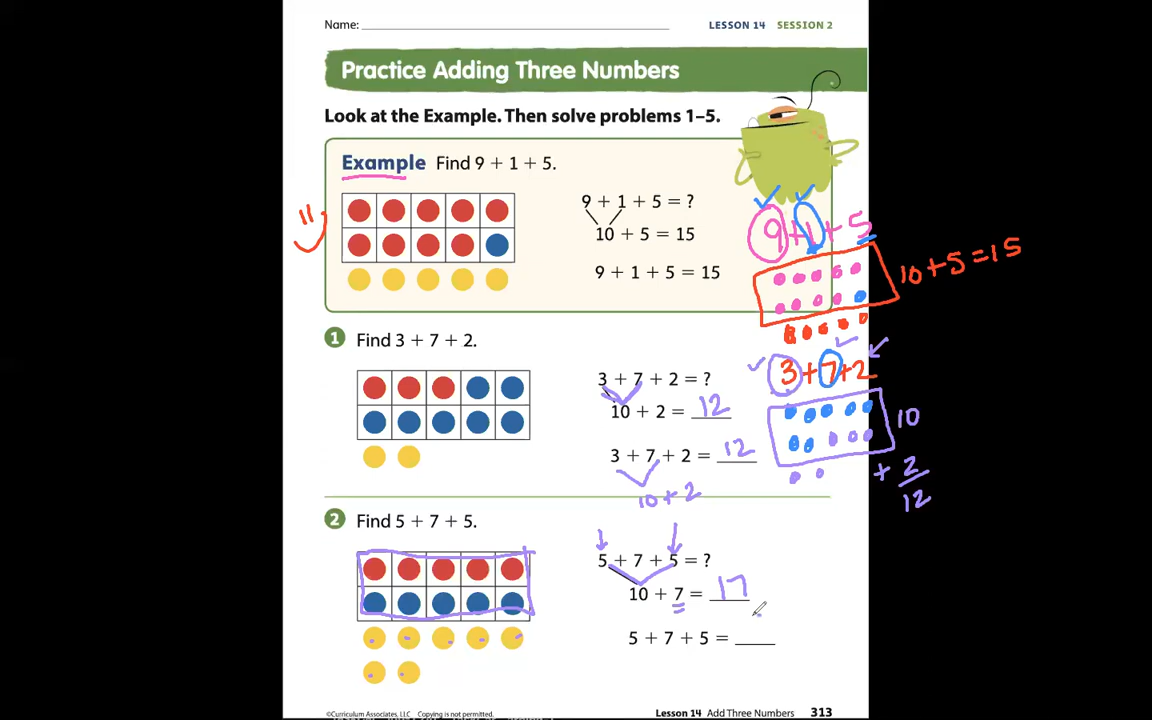 Name:
LESSON 14 SESSION 2
Practice Adding Three Numbers
Look at the Example. Then solve problems 1–5.
Example Find 9 + 1 + 5.
9 + 1 + 5 = ?
10 + 5 = 15
9 + 1 + 5 = 15
9+1+5
10+5=15
1 Find 3 + 7 + 2.
3 + 7 + 2 = ?
10 + 2 = 12
3 + 7 + 2 = 12
10+2
3+7+2
10
+ 2
12
2 Find 5 + 7 + 5.
5 + 7 + 5 = ?
10 + 7 = 17
5 + 7 + 5 =
©Curriculum Associates, LLC Copying is not permitted.
Lesson 14 Add Three Numbers 313